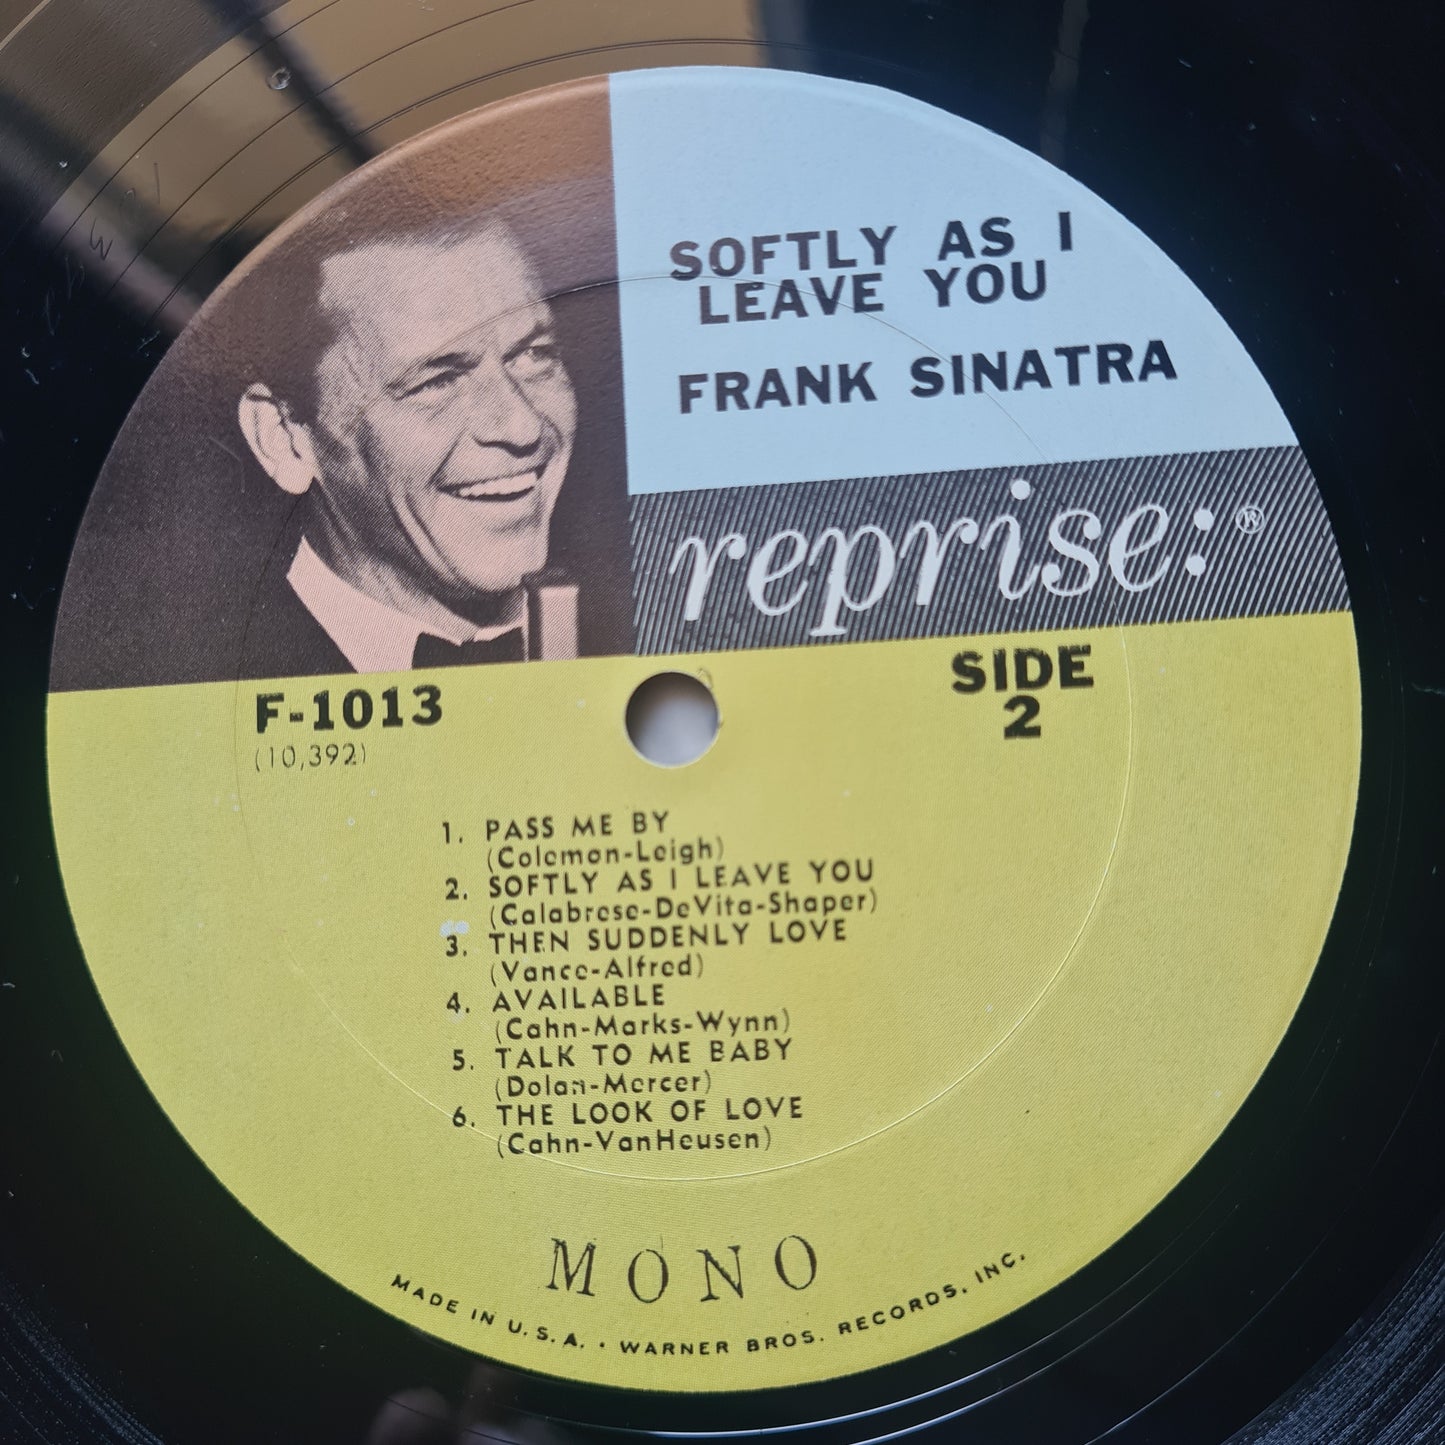 SOFTLY AS I
LEAVE YOU
FRANK SINATRA
reprise:®
F-1013
(10,392)
SIDE
2
1. PASS ME BY
(Coleman-Leigh)
2. SOFTLY AS I LEAVE YOU
(Calabrese-DeVita-Shaper)
3. THEN SUDDENLY LOVE
(Vance-Alfred)
4. AVAILABLE
(Cahn-Marks-Wynn)
5. TALK TO ME BABY
(Dolan-Mercer)
6. THE LOOK OF LOVE
(Cahn-VanHeusen)
MONO
MADE IN U.S.A. • WARNER BROS. RECORDS, INC.